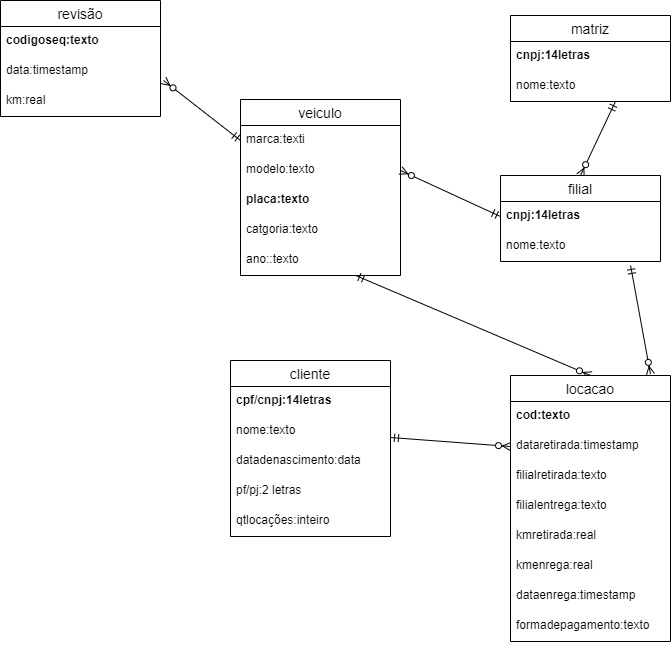 revisão
codigoseq:texto
data:timestamp
km:real
matriz
cnpj:14letras
nome:texto
veiculo
marca:texti
modelo:texto
placa:texto
catgoria:texto
ano::texto
filial
cnpj:14letras
nome:texto
cliente
cpf/cnpj:14letras
nome:texto
datadenascimento:data
pf/pj:2 letras
qtlocações:inteiro
locacao
cod:texto
dataretirada:timestamp
filialretirada:texto
filialentrega:texto
kmretirada:real
kmenrega:real
dataenrega:timestamp
formadepagamento:texto